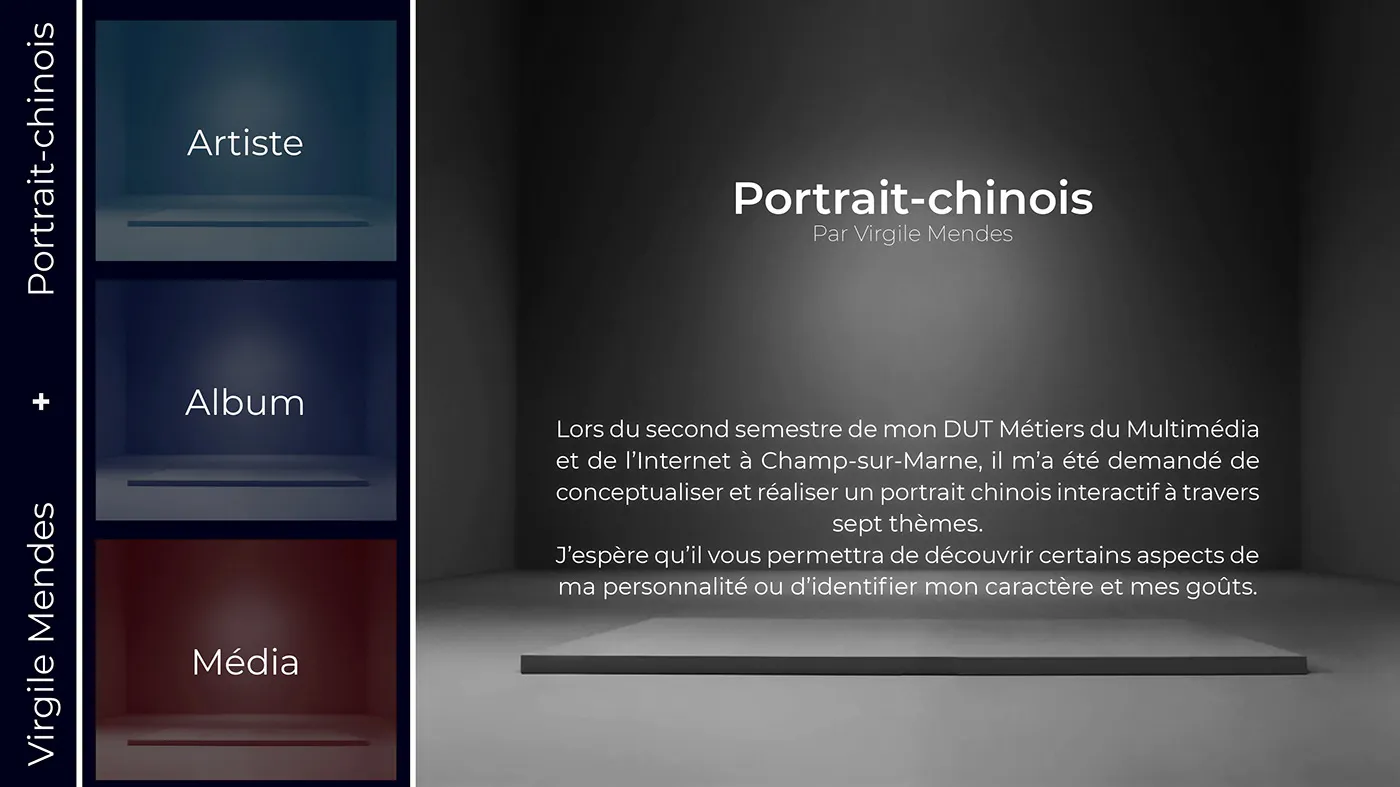 Portrait-chinois
+
Virgile Mendes
Artiste
Album
Média
Portrait-chinois
Par Virgile Mendes
Lors du second semestre de mon DUT Métiers du Multimédia
et de l’Internet à Champ-sur-Marne, il m’a été demandé de
conceptualiser et réaliser un portrait chinois interactif à travers
sept thèmes.
J’espère qu’il vous permettra de découvrir certains aspects de
ma personnalité ou d’identifier mon caractère et mes goûts.